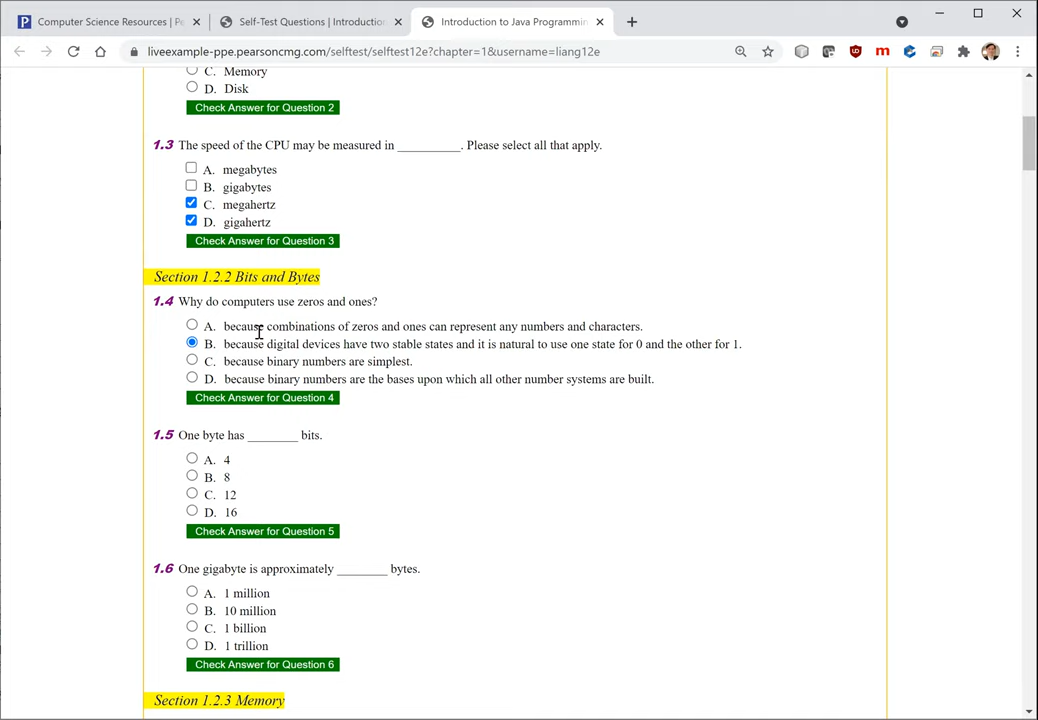 Computer Science Resources | Pe
Self-Test Questions | Introduction
Introduction to Java Programmin
liveexample-ppe.pearsoncmg.com/selftest/selftest12e?chapter=1&username=liang12e
C. Memory
D. Disk
Check Answer for Question 2
1.3 The speed of the CPU may be measured in __________. Please select all that apply.
A. megabytes
B. gigabytes
C. megahertz
D. gigahertz
Check Answer for Question 3
Section 1.2.2 Bits and Bytes
1.4 Why do computers use zeros and ones?
A. because combinations of zeros and ones can represent any numbers and characters.
B. because digital devices have two stable states and it is natural to use one state for 0 and the other for 1.
C. because binary numbers are simplest.
D. because binary numbers are the bases upon which all other number systems are built.
Check Answer for Question 4
1.5 One byte has ________ bits.
A. 4
B. 8
C. 12
D. 16
Check Answer for Question 5
1.6 One gigabyte is approximately ________ bytes.
A. 1 million
B. 10 million
C. 1 billion
D. 1 trillion
Check Answer for Question 6
Section 1.2.3 Memory